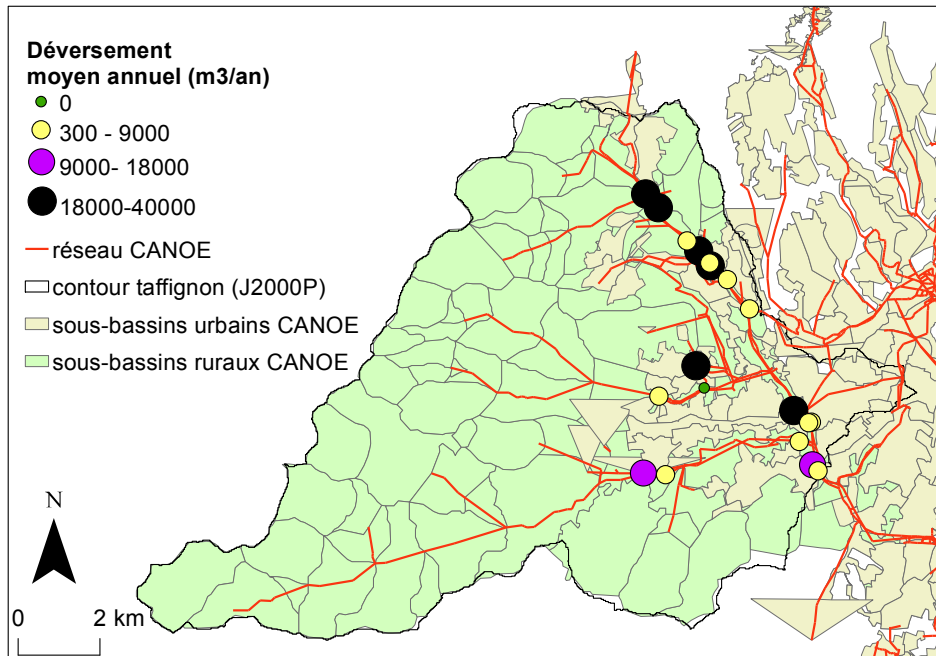 Déversement
moyen annuel (m3/an)
0
300 - 9000
9000- 18000
18000-40000
réseau CANOE
contour taffignon (J2000P)
sous-bassins urbains CANOE
sous-bassins ruraux CANOE
N
0 2 km